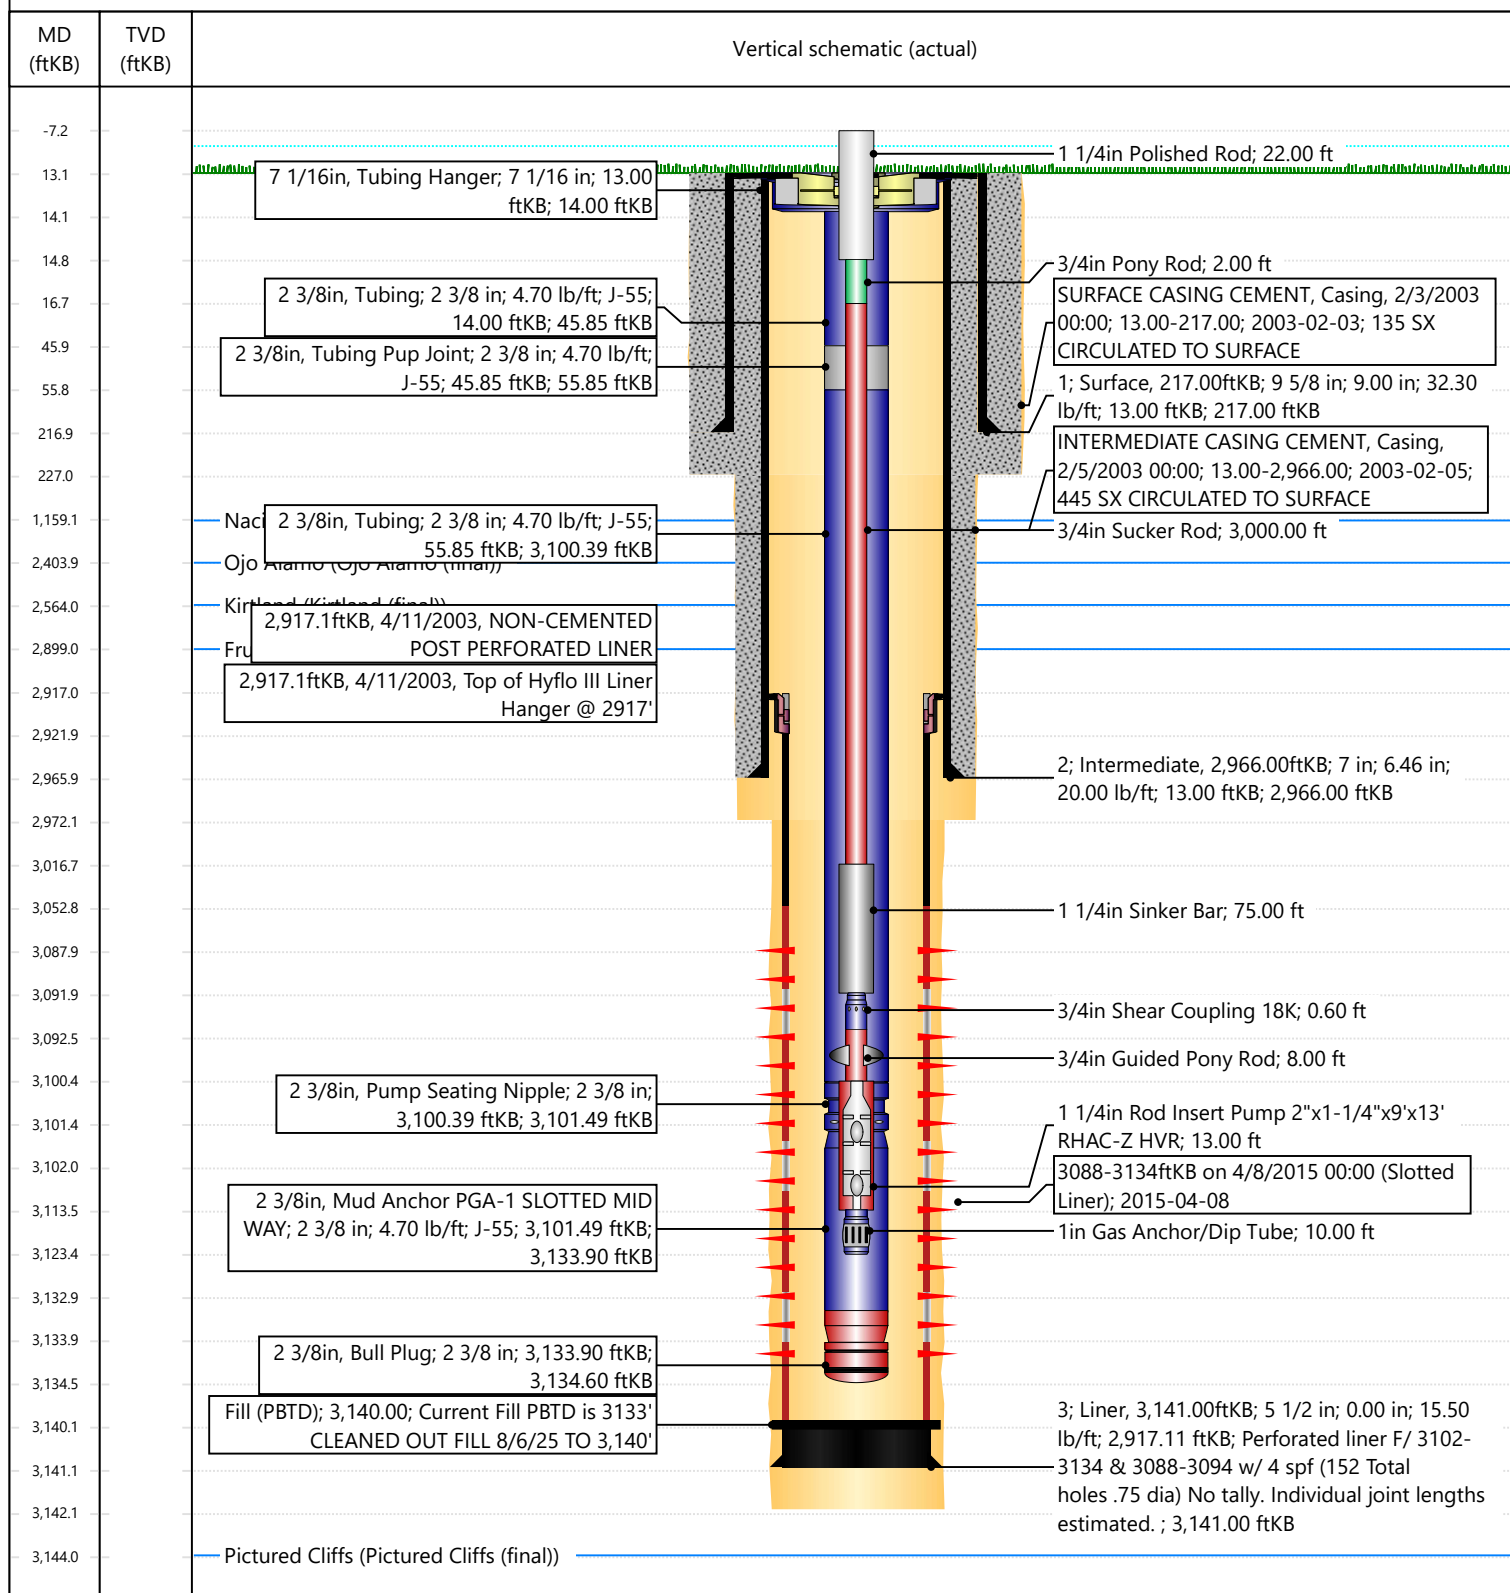 MD
(ftKB)
TVD
(ftKB)
Vertical schematic (actual)
-7.2
13.1
14.1
14.8
16.7
45.9
55.8
216.9
227.0
1,159.1
2,403.9
2,564.0
2,899.0
2,917.0
2,921.9
2,965.9
2,972.1
3,016.7
3,052.8
3,087.9
3,091.9
3,092.5
3,100.4
3,101.4
3,102.0
3,113.5
3,123.4
3,132.9
3,133.9
3,134.5
3,140.1
3,141.1
3,142.1
3,144.0
7 1/16in, Tubing Hanger; 7 1/16 in; 13.00
ftKB; 14.00 ftKB
2 3/8in, Tubing; 2 3/8 in; 4.70 lb/ft; J-55;
14.00 ftKB; 45.85 ftKB
2 3/8in, Tubing Pup Joint; 2 3/8 in; 4.70 lb/ft;
J-55; 45.85 ftKB; 55.85 ftKB
Naci
2 3/8in, Tubing; 2 3/8 in; 4.70 lb/ft; J-55;
55.85 ftKB; 3,100.39 ftKB
Ojo Alamo (Ojo Alamo (final))
Kirtland (Kirtland (final))
2,917.1ftKB, 4/11/2003, NON-CEMENTED
POST PERFORATED LINER
Fru
2,917.1ftKB, 4/11/2003, Top of Hyflo III Liner
Hanger @ 2917'
2 3/8in, Pump Seating Nipple; 2 3/8 in;
3,100.39 ftKB; 3,101.49 ftKB
2 3/8in, Mud Anchor PGA-1 SLOTTED MID
WAY; 2 3/8 in; 4.70 lb/ft; J-55; 3,101.49 ftKB;
3,133.90 ftKB
2 3/8in, Bull Plug; 2 3/8 in; 3,133.90 ftKB;
3,134.60 ftKB
Fill (PBTD); 3,140.00; Current Fill PBTD is 3133'
CLEANED OUT FILL 8/6/25 TO 3,140'
Pictured Cliffs (Pictured Cliffs (final))
1 1/4in Polished Rod; 22.00 ft
3/4in Pony Rod; 2.00 ft
SURFACE CASING CEMENT, Casing, 2/3/2003
00:00; 13.00-217.00; 2003-02-03; 135 SX
CIRCULATED TO SURFACE
1; Surface, 217.00ftKB; 9 5/8 in; 9.00 in; 32.30
lb/ft; 13.00 ftKB; 217.00 ftKB
INTERMEDIATE CASING CEMENT, Casing,
2/5/2003 00:00; 13.00-2,966.00; 2003-02-05;
445 SX CIRCULATED TO SURFACE
3/4in Sucker Rod; 3,000.00 ft
2; Intermediate, 2,966.00ftKB; 7 in; 6.46 in;
20.00 lb/ft; 13.00 ftKB; 2,966.00 ftKB
1 1/4in Sinker Bar; 75.00 ft
3/4in Shear Coupling 18K; 0.60 ft
3/4in Guided Pony Rod; 8.00 ft
1 1/4in Rod Insert Pump 2"x1-1/4"x9'x13'
RHAC-Z HVR; 13.00 ft
3088-3134ftKB on 4/8/2015 00:00 (Slotted
Liner); 2015-04-08
1in Gas Anchor/Dip Tube; 10.00 ft
3; Liner, 3,141.00ftKB; 5 1/2 in; 0.00 in; 15.50
lb/ft; 2,917.11 ftKB; Perforated liner F/ 3102-
3134 & 3088-3094 w/ 4 spf (152 Total
holes .75 dia) No tally. Individual joint lengths
estimated. ; 3,141.00 ftKB